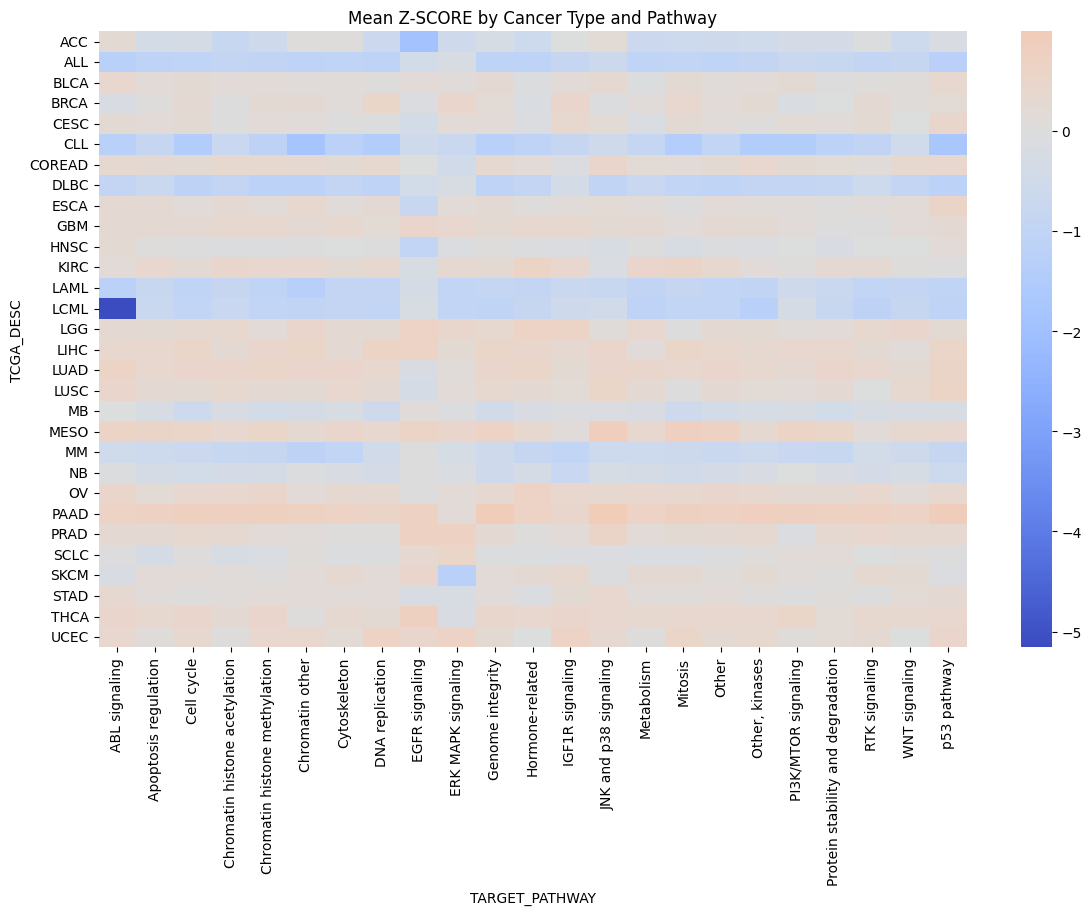 Mean Z-SCORE by Cancer Type and Pathway
TCGA_DESC
ACC
ALL
BLCA
BRCA
CESC
CLL
COREAD
DLBC
ESCA
GBM
HNSC
KIRC
LAML
LCML
LGG
LIHC
LUAD
LUSC
MB
MESO
MM
NB
OV
PAAD
PRAD
SCLC
SKCM
STAD
THCA
UCEC
ABL signaling
Apoptosis regulation
Cell cycle
Chromatin histone acetylation
Chromatin histone methylation
Chromatin other
Cytoskeleton
DNA replication
EGFR signaling
ERK MAPK signaling
Genome integrity
Hormone-related
IGF1R signaling
JNK and p38 signaling
Metabolism
Mitosis
Other
Other, kinases
PI3K/MTOR signaling
Protein stability and degradation
RTK signaling
WNT signaling
p53 pathway
TARGET_PATHWAY
0
−1
−2
−3
−4
−5